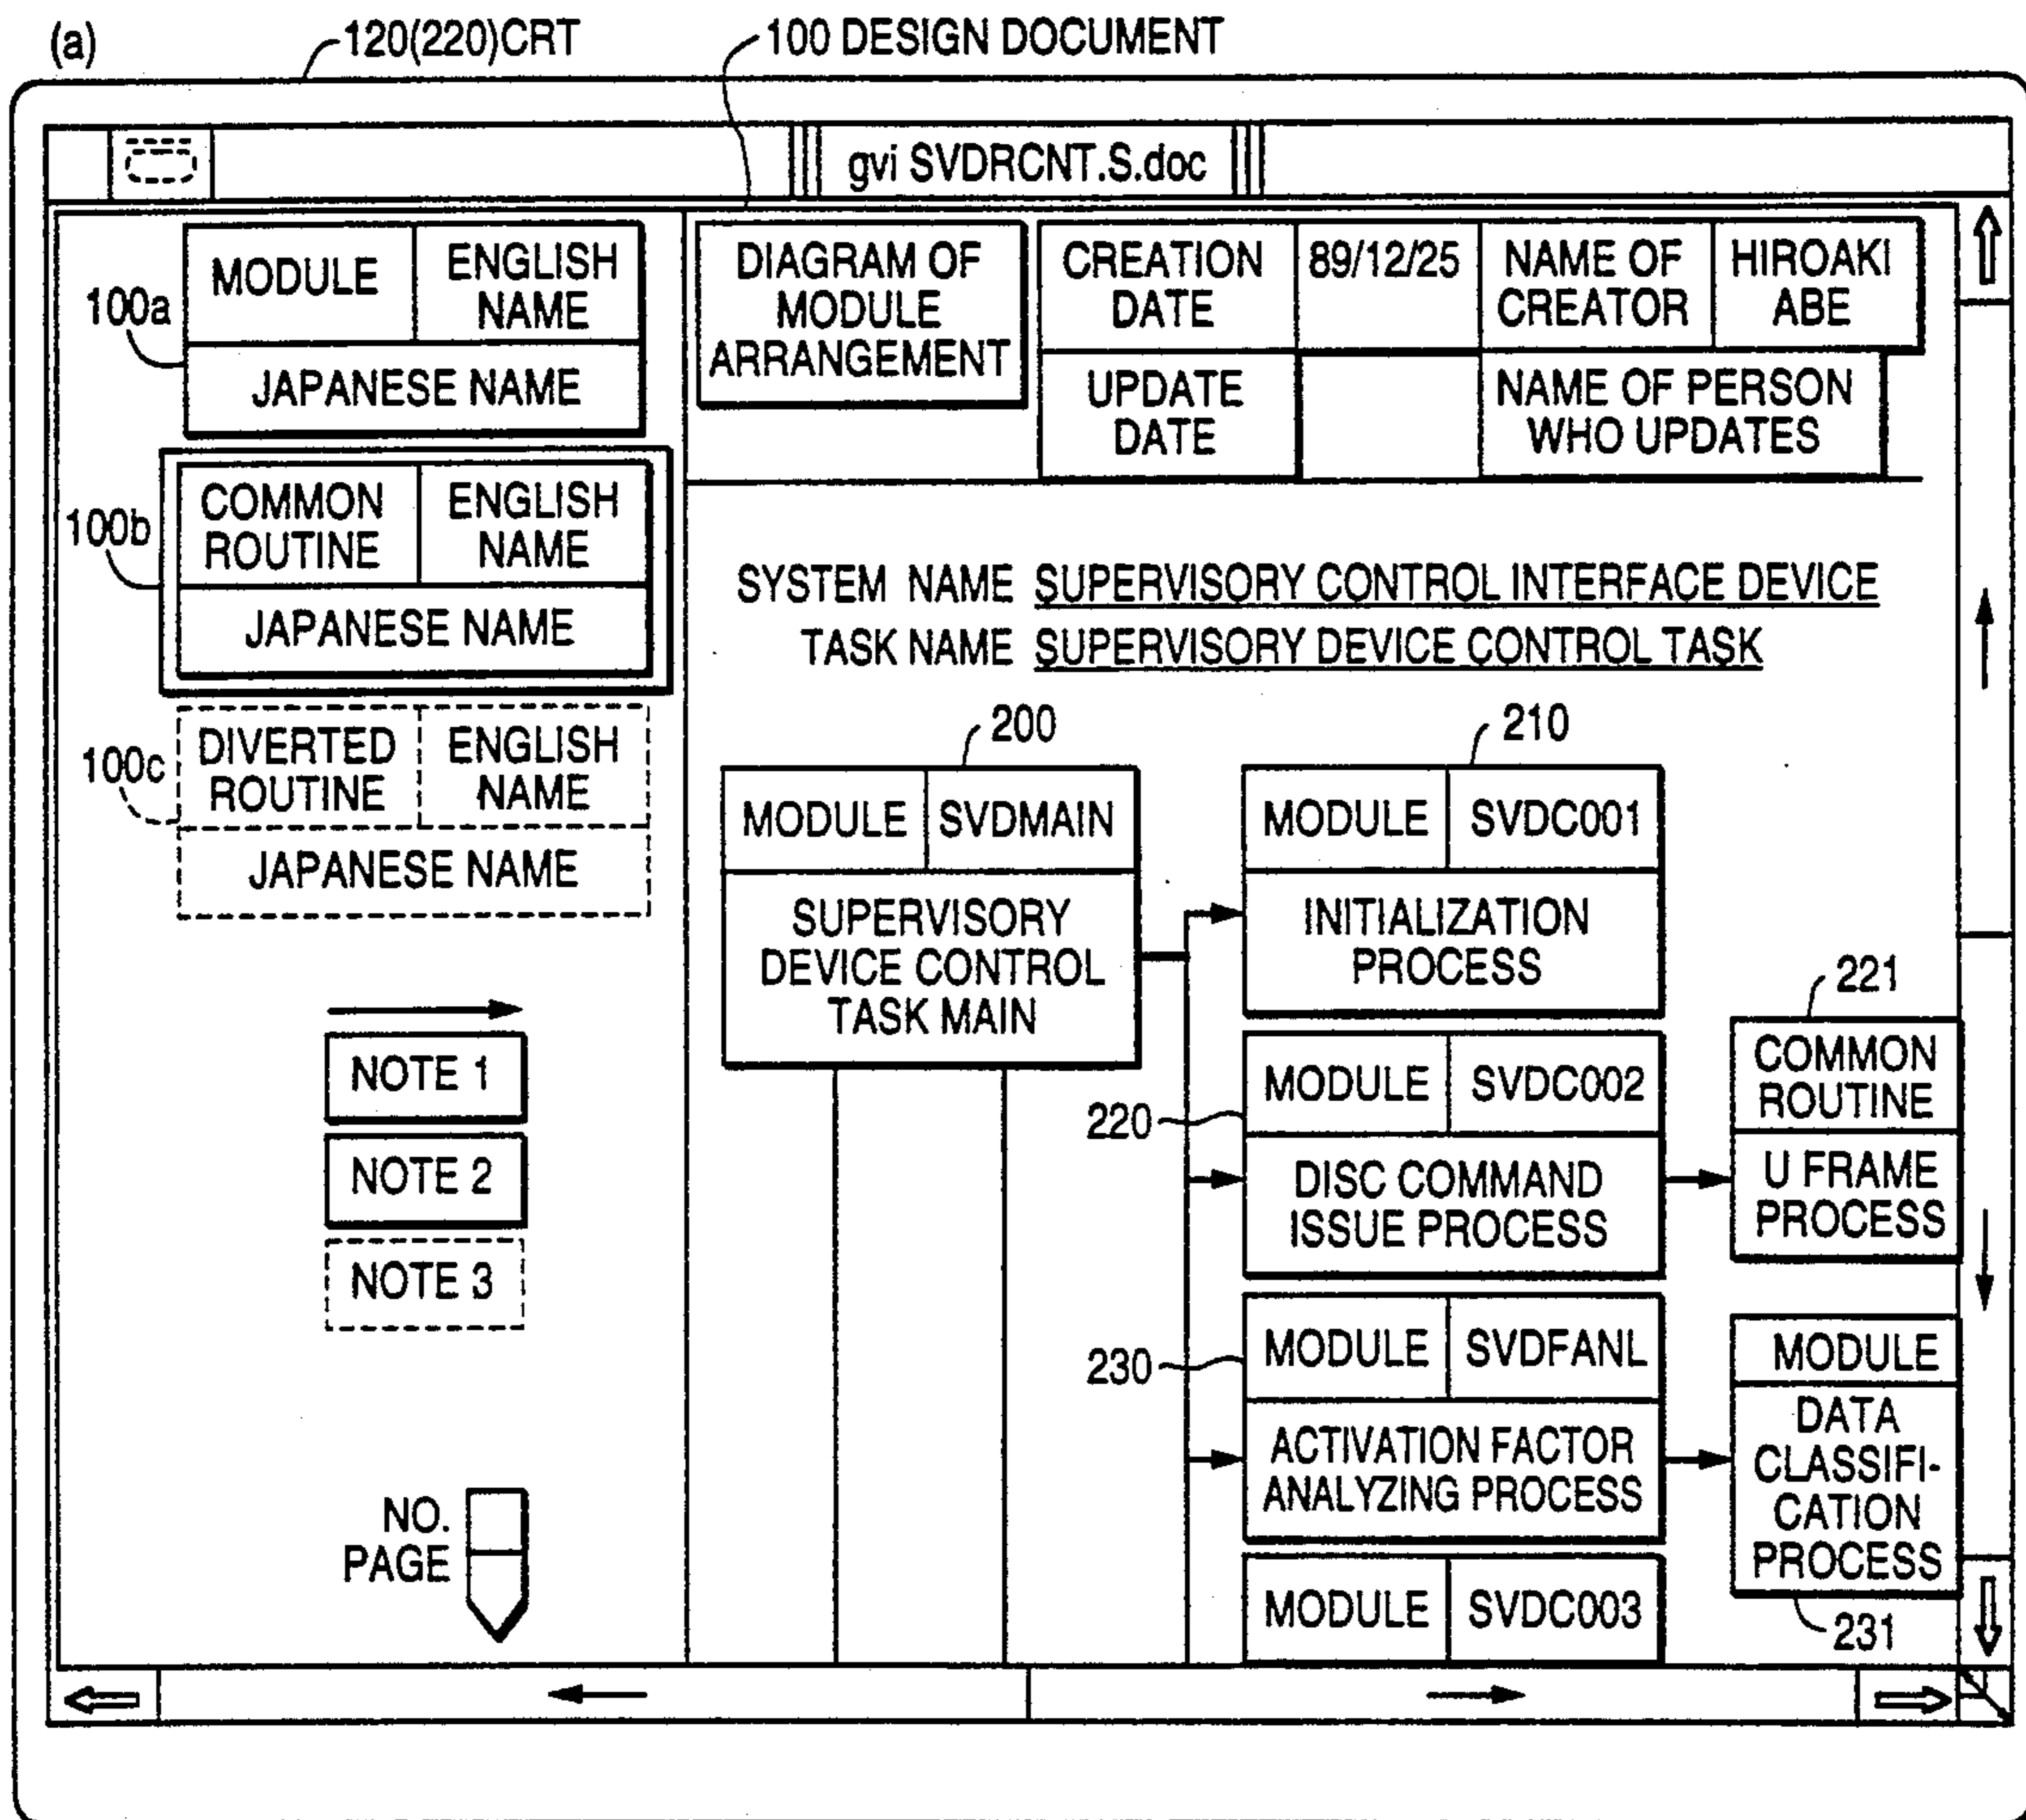 (a)
120(220)CRT
100 DESIGN DOCUMENT
gvi SVDRCNT.S.doc
100a
MODULE
ENGLISH
NAME
JAPANESE NAME
100b
COMMON
ROUTINE
ENGLISH
NAME
JAPANESE NAME
100c
DIVERTED
ROUTINE
ENGLISH
NAME
JAPANESE NAME
NOTE 1
NOTE 2
NOTE 3
NO.
PAGE
DIAGRAM OF
MODULE
ARRANGEMENT
CREATION
DATE
89/12/25
NAME OF
CREATOR
HIROAKI
ABE
UPDATE
DATE
NAME OF PERSON
WHO UPDATES
SYSTEM NAME SUPERVISORY CONTROL INTERFACE DEVICE
TASK NAME SUPERVISORY DEVICE CONTROL TASK
200
MODULE
SVDMAIN
SUPERVISORY
DEVICE CONTROL
TASK MAIN
210
MODULE
SVDC001
INITIALIZATION
PROCESS
220
MODULE
SVDC002
DISC COMMAND
ISSUE PROCESS
221
COMMON
ROUTINE
U FRAME
PROCESS
230
MODULE
SVDFANL
ACTIVATION FACTOR
ANALYZING PROCESS
MODULE
DATA
CLASSIFI-
CATION
PROCESS
231
MODULE
SVDC003